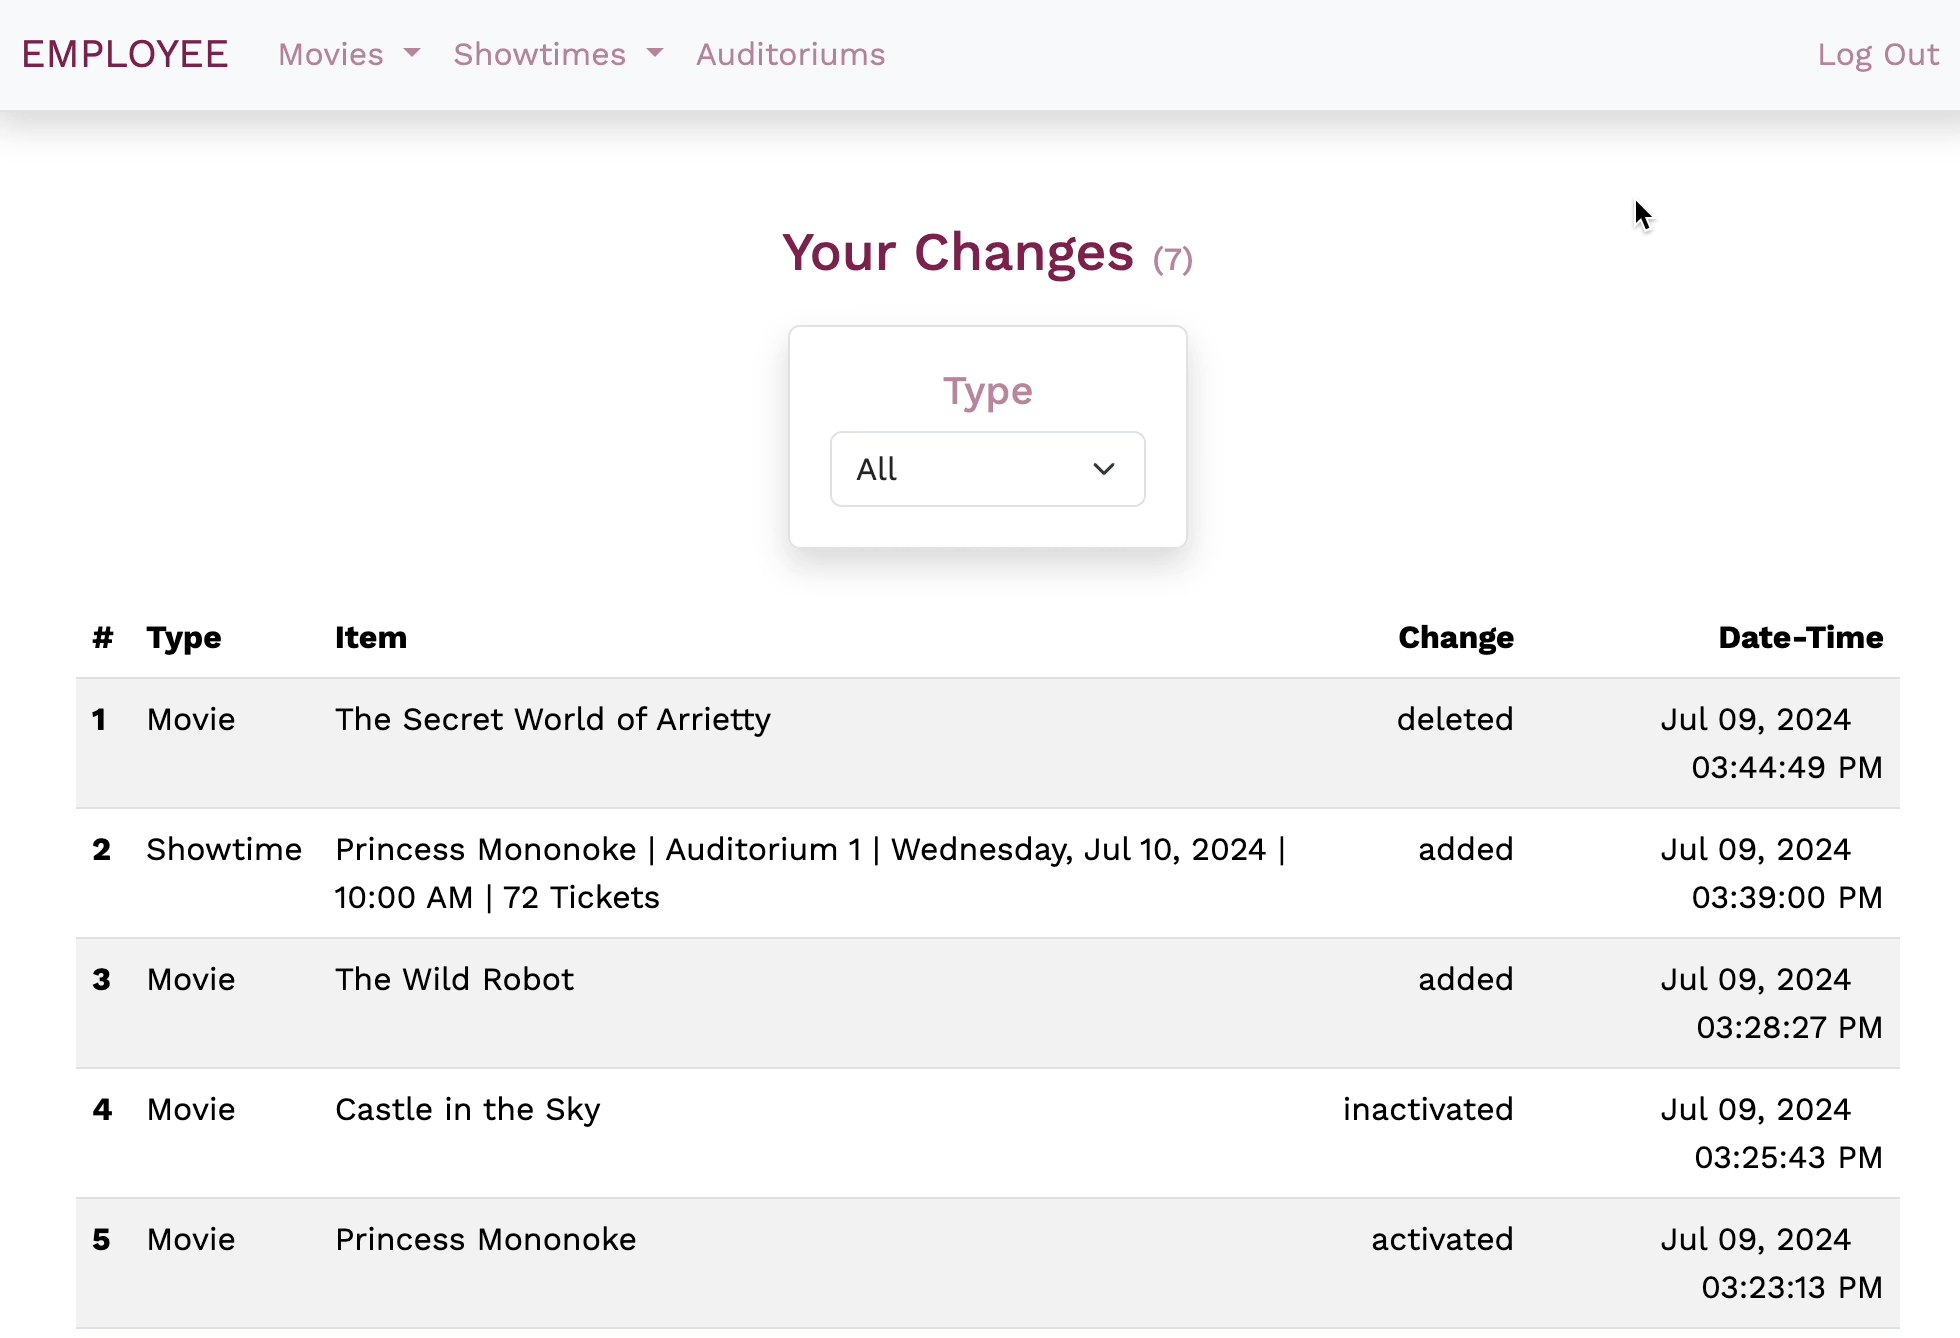 EMPLOYEE Movies Showtimes Auditoriums Log Out
Your Changes (7)
Type
All
# Type Item Change Date-Time
1 Movie The Secret World of Arrietty deleted Jul 09, 2024
03:44:49 PM
2 Showtime Princess Mononoke | Auditorium 1 | Wednesday, Jul 10, 2024 | added Jul 09, 2024
10:00 AM | 72 Tickets 03:39:00 PM
3 Movie The Wild Robot added Jul 09, 2024
03:28:27 PM
4 Movie Castle in the Sky inactivated Jul 09, 2024
03:25:43 PM
5 Movie Princess Mononoke activated Jul 09, 2024
03:23:13 PM